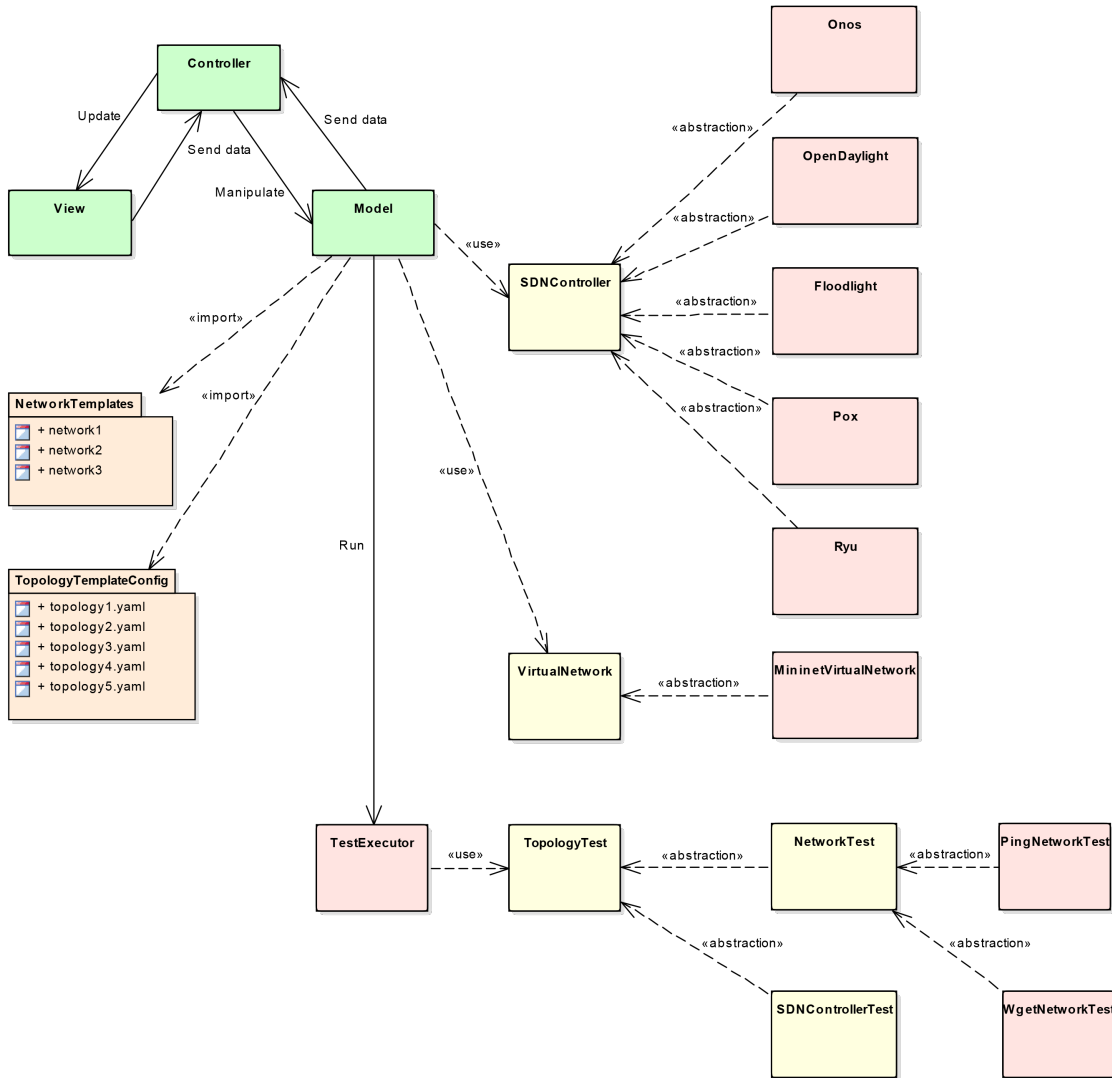 Onos
Controller
Update
Send data
Send data
«abstraction»
OpenDaylight
Manipulate
View
Model
«abstraction»
«use»
SDNController
Floodlight
«import»
«abstraction»
«abstraction»
NetworkTemplates
+ network1
+ network2
+ network3
«import»
«abstraction»
Pox
«use»
Run
Ryu
TopologyTemplateConfig
+ topology1.yaml
+ topology2.yaml
+ topology3.yaml
+ topology4.yaml
+ topology5.yaml
VirtualNetwork
«abstraction»
MininetVirtualNetwork
TestExecutor
«use»
TopologyTest
«abstraction»
NetworkTest
«abstraction»
PingNetworkTest
«abstraction»
«abstraction»
SDNControllerTest
WgetNetworkTest